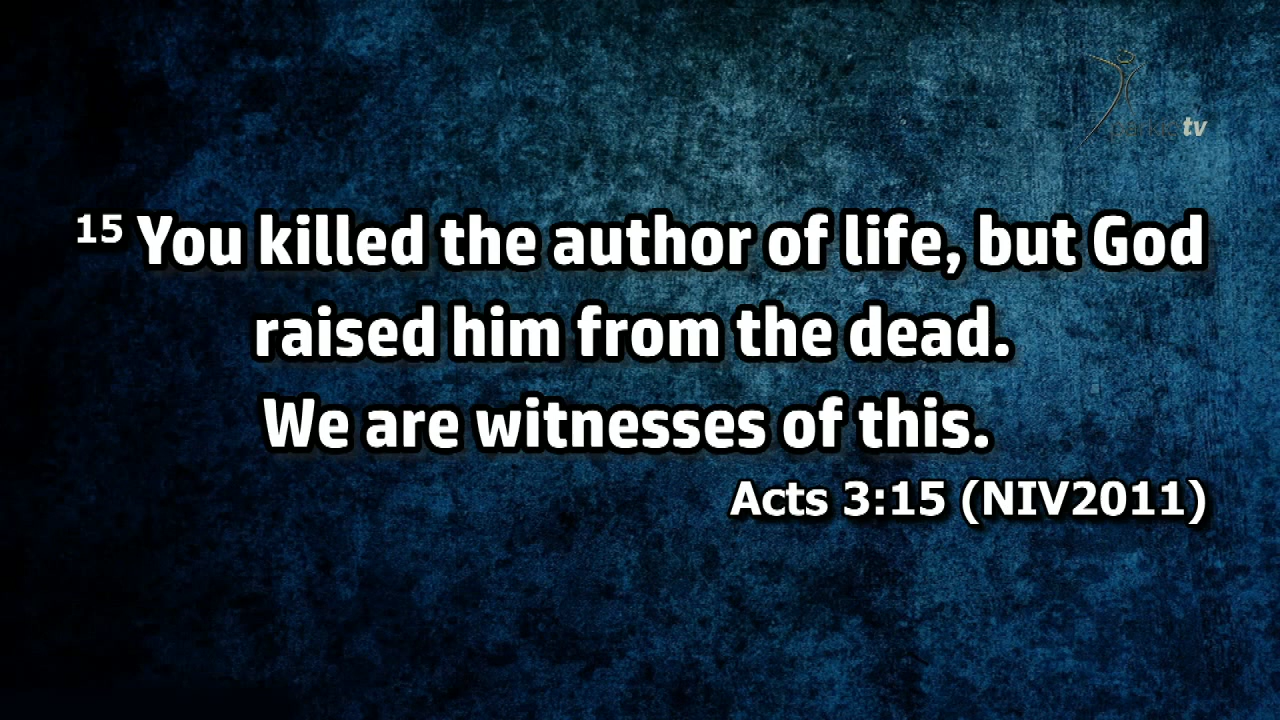 tv
15 You killed the author of life, but God
raised him from the dead.
We are witnesses of this.
Acts 3:15 (NIV2011)